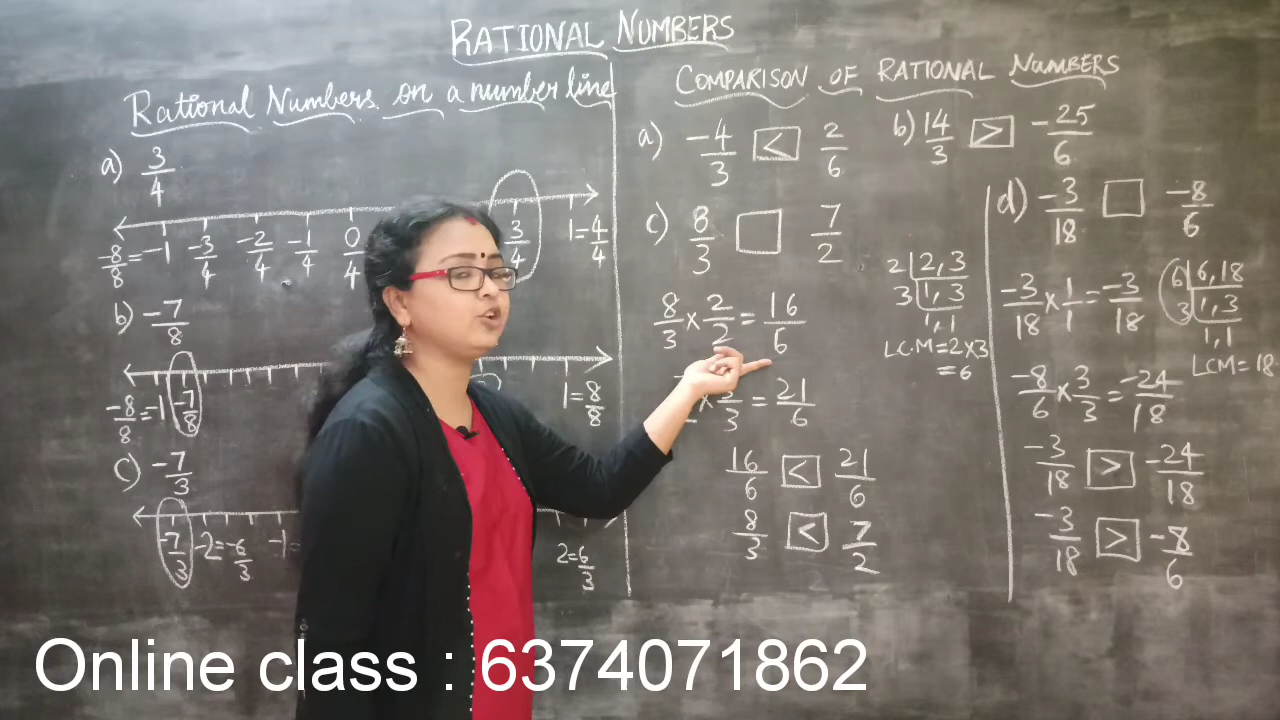 RATIONAL NUMBERS
Rational Numbers on a number line
a) 3/4
-8/8 = -1 -3/4 -2/4 -1/4 0/4 3/4 1 = 4/4
b) -7/8
-8/8 = -1 -7/8 1 = 8/8
c) -7/3
-7/3 -2 = -6/3 -1 = 2 = 6/3
COMPARISON OF RATIONAL NUMBERS
a) -4/3 < 2/6
b) 14/3 > -25/6
c) 8/3 □ 7/2
2 | 2, 3
3 | 1, 3
1, 1
L.C.M = 2 x 3
= 6
8/3 x 2/2 = 16/6
x 3/3 = 21/6
16/6 < 21/6
8/3 < 7/2
d) -3/18 □ -8/6
6 | 6, 18
3 | 1, 3
1, 1
LCM = 18
-3/18 x 1/1 = -3/18
-8/6 x 3/3 = -24/18
-3/18 > -24/18
-3/18 > -8/6
Online class : 6374071862